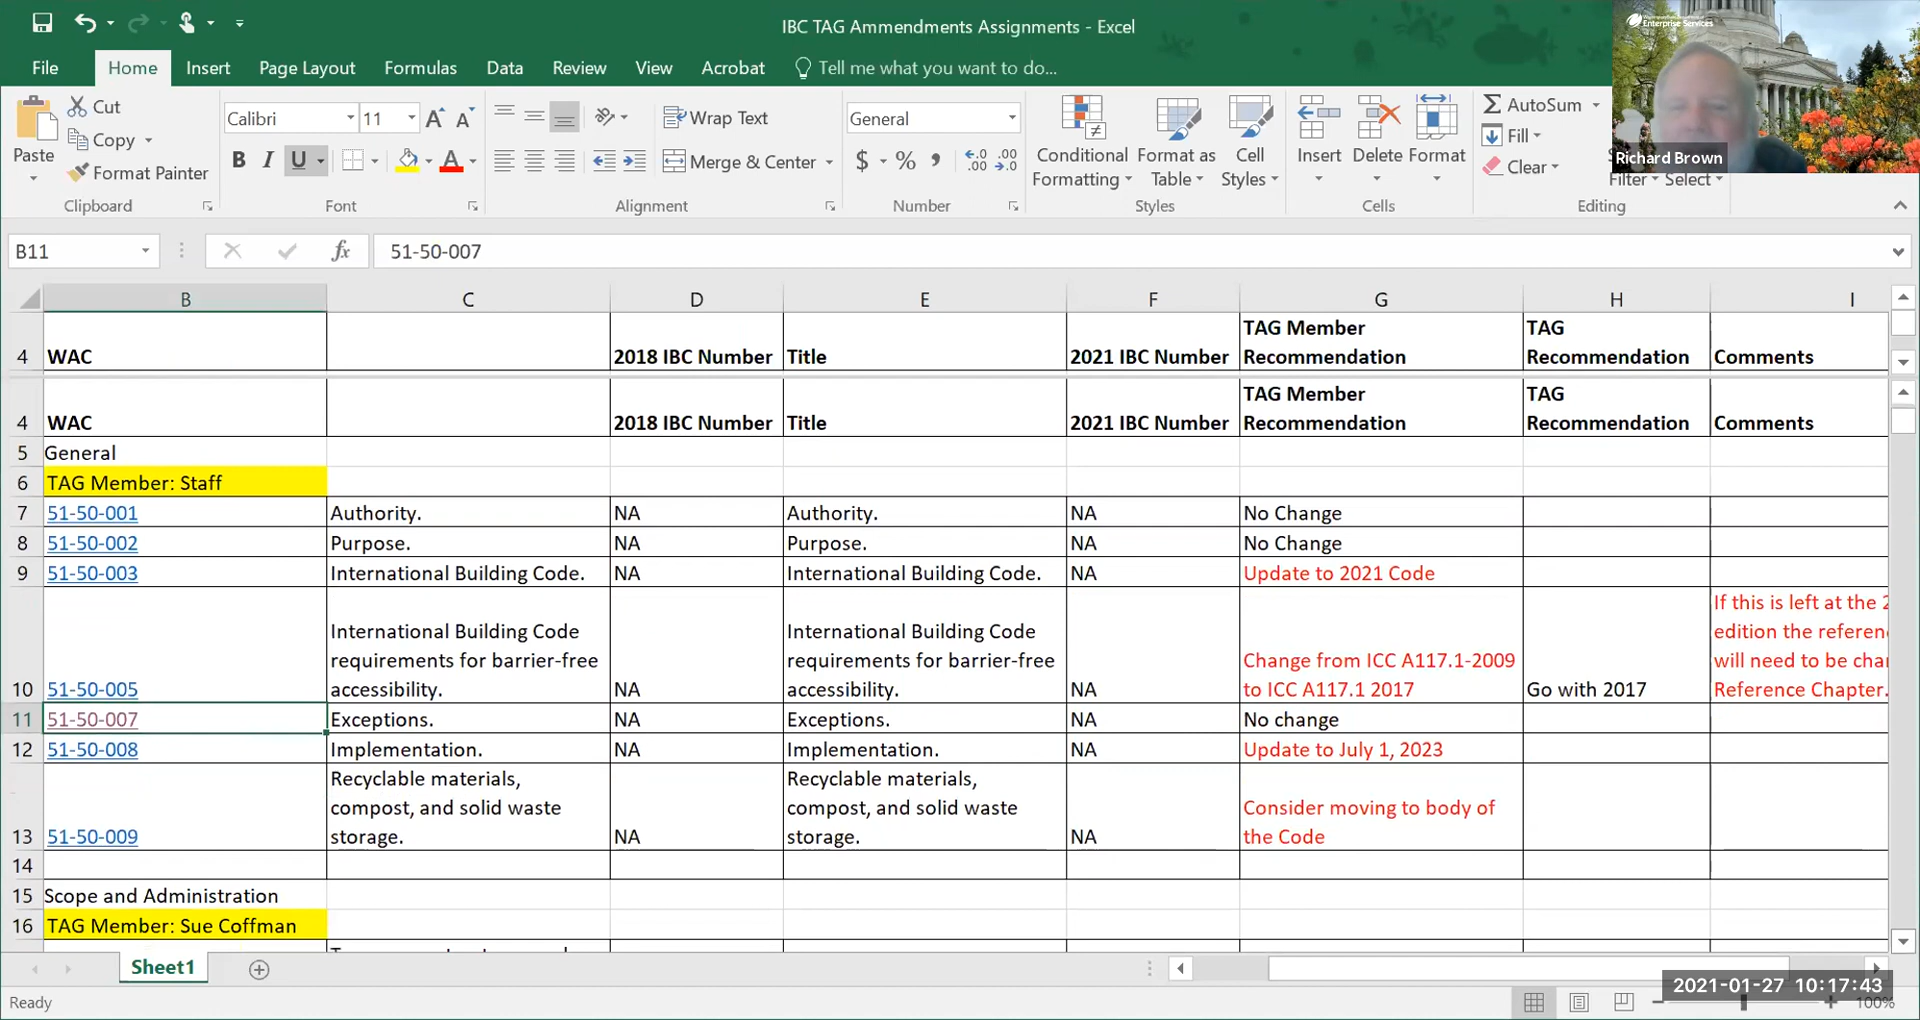 IBC TAG Ammendments Assignments - Excel
Enterprise Services
File Home Insert Page Layout Formulas Data Review View Acrobat Tell me what you want to do...
Cut
Copy
Format Painter
Paste
Clipboard
Calibri 11 A A
B I U A
Font
Wrap Text
Merge & Center
Alignment
General
$ % , .0 .00 .00 .0
Number
Conditional Formatting
Format as Table
Cell Styles
Styles
Insert Delete Format
Cells
AutoSum
Fill
Clear
Filter Select
Editing
Richard Brown
B11 fx 51-50-007
B C D E F G H I
4 WAC 2018 IBC Number Title 2021 IBC Number TAG Member Recommendation TAG Recommendation Comments
4 WAC 2018 IBC Number Title 2021 IBC Number TAG Member Recommendation TAG Recommendation Comments
5 General
6 TAG Member: Staff
7 51-50-001 Authority. NA Authority. NA No Change
8 51-50-002 Purpose. NA Purpose. NA No Change
9 51-50-003 International Building Code. NA International Building Code. NA Update to 2021 Code
10 51-50-005 International Building Code requirements for barrier-free accessibility. NA International Building Code requirements for barrier-free accessibility. NA Change from ICC A117.1-2009 to ICC A117.1 2017 Go with 2017 If this is left at the edition the will need to be Reference Chapter.
11 51-50-007 Exceptions. NA Exceptions. NA No change
12 51-50-008 Implementation. NA Implementation. NA Update to July 1, 2023
13 51-50-009 Recyclable materials, compost, and solid waste storage. NA Recyclable materials, compost, and solid waste storage. NA Consider moving to body of the Code
14
15 Scope and Administration
16 TAG Member: Sue Coffman
Sheet1
Ready
2021-01-27 10:17:43
100%